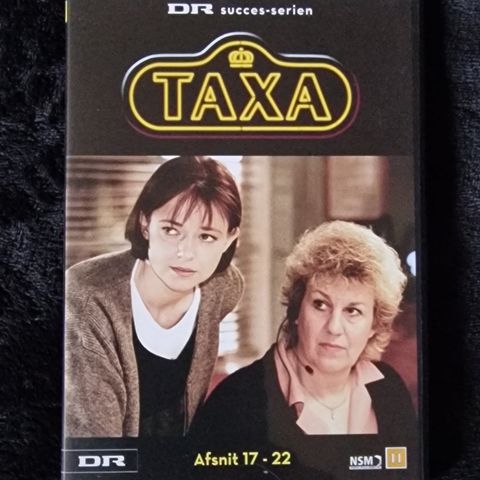 DR succes-serien
TAXA
Afsnit 17 - 22
DR
NSM
11